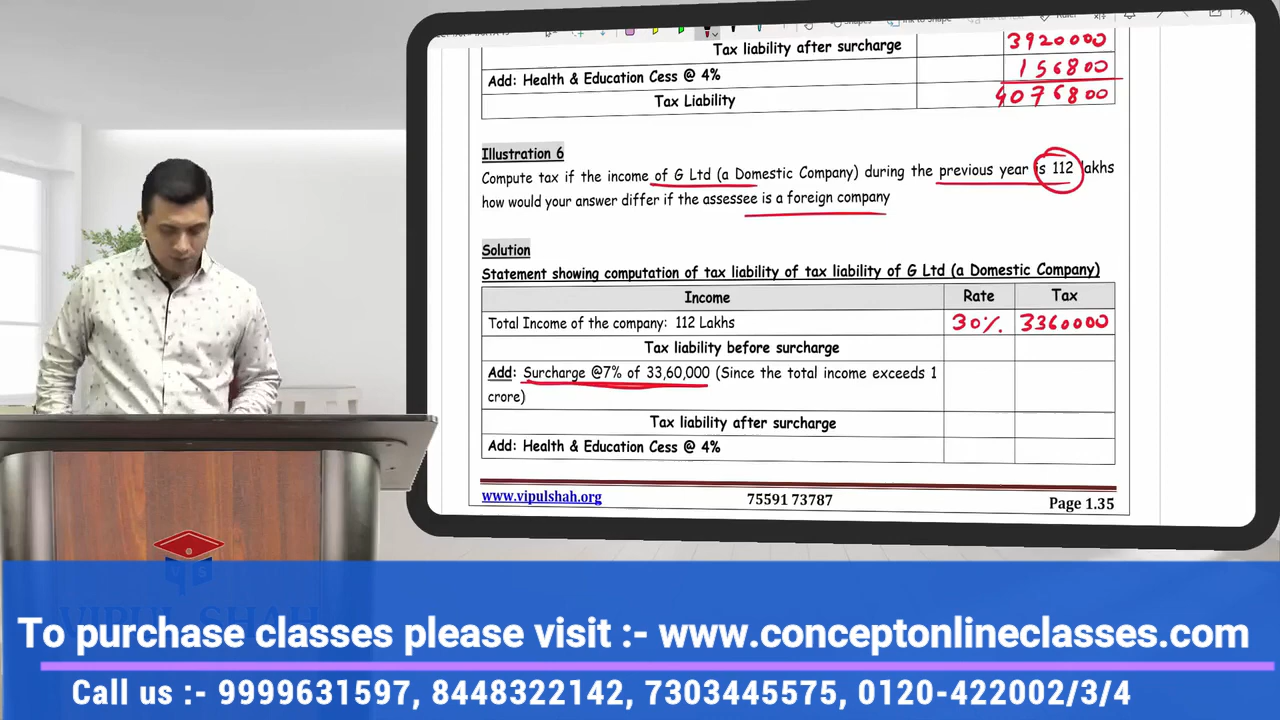 Tax liability after surcharge 3920000
Add: Health & Education Cess @ 4% 156800
Tax Liability 4076800
Illustration 6
Compute tax if the income of G Ltd (a Domestic Company) during the previous year is 112 lakhs
how would your answer differ if the assessee is a foreign company
Solution
Statement showing computation of tax liability of tax liability of G Ltd (a Domestic Company)
Income Rate Tax
Total Income of the company: 112 Lakhs 30%. 3360000
Tax liability before surcharge
Add: Surcharge @7% of 33,60,000 (Since the total income exceeds 1
crore)
Tax liability after surcharge
Add: Health & Education Cess @ 4%
www.vipulshah.org 75591 73787 Page 1.35
VIPUL SHAH
To purchase classes please visit :- www.conceptonlineclasses.com
Call us :- 9999631597, 8448322142, 7303445575, 0120-422002/3/4